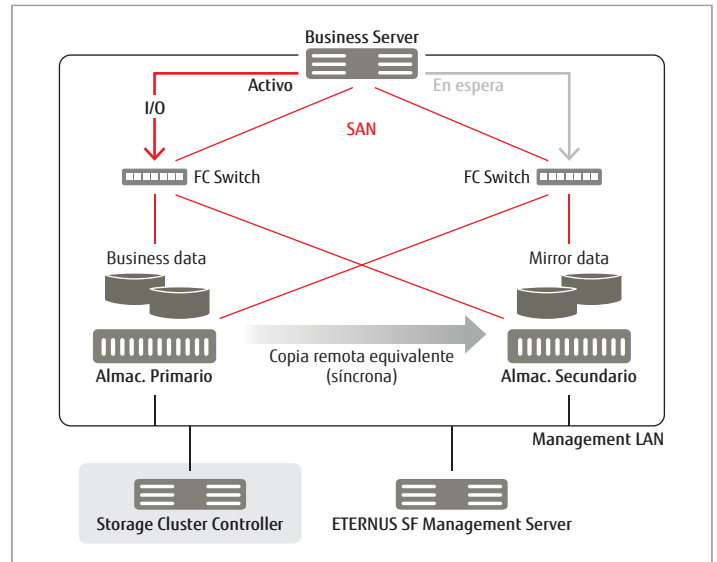 Business Server
Activo
En espera
I/O
SAN
FC Switch
FC Switch
Business data
Mirror data
Copia remota equivalente
(síncrona)
Almac. Primario
Almac. Secundario
Management LAN
Storage Cluster Controller
ETERNUS SF Management Server